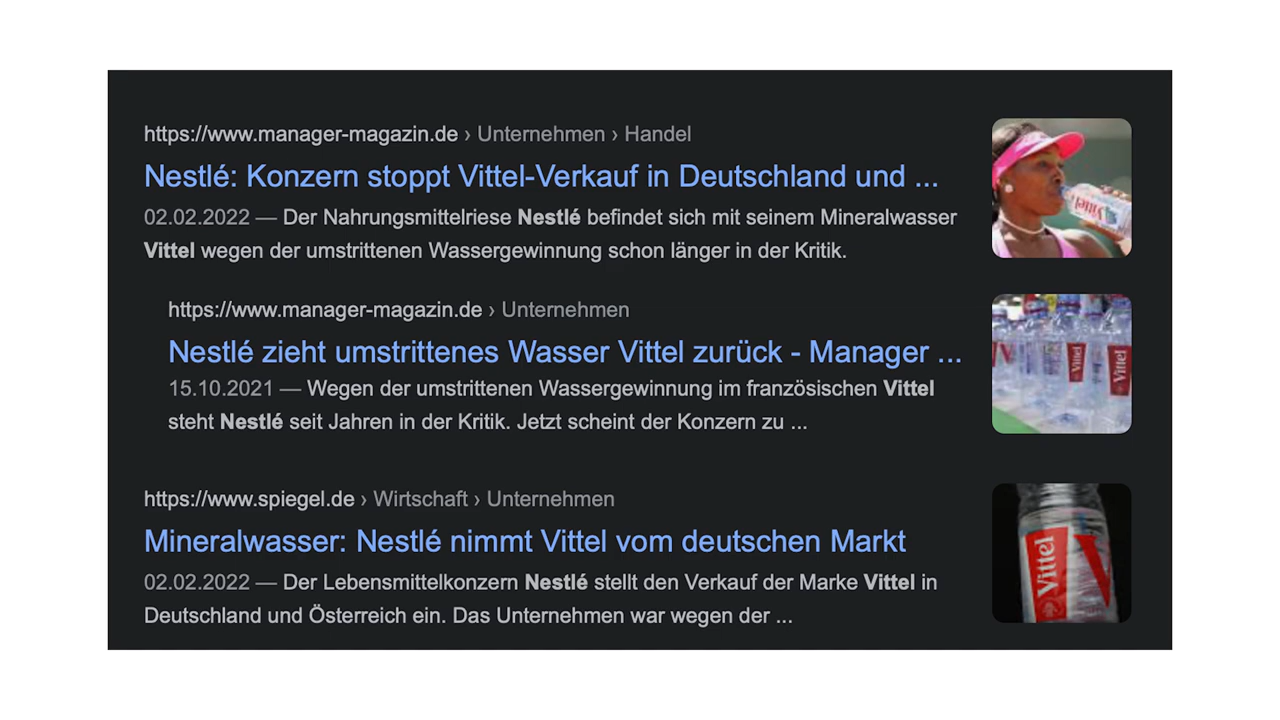 https://www.manager-magazin.de › Unternehmen › Handel
Nestlé: Konzern stoppt Vittel-Verkauf in Deutschland und ...
02.02.2022 — Der Nahrungsmittelriese Nestlé befindet sich mit seinem Mineralwasser
Vittel wegen der umstrittenen Wassergewinnung schon länger in der Kritik.
Vittel
https://www.manager-magazin.de › Unternehmen
Nestlé zieht umstrittenes Wasser Vittel zurück - Manager ...
15.10.2021 — Wegen der umstrittenen Wassergewinnung im französischen Vittel
steht Nestlé seit Jahren in der Kritik. Jetzt scheint der Konzern zu ...
Vittel
Vittel
https://www.spiegel.de › Wirtschaft › Unternehmen
Mineralwasser: Nestlé nimmt Vittel vom deutschen Markt
02.02.2022 — Der Lebensmittelkonzern Nestlé stellt den Verkauf der Marke Vittel in
Deutschland und Österreich ein. Das Unternehmen war wegen der ...
Vittel